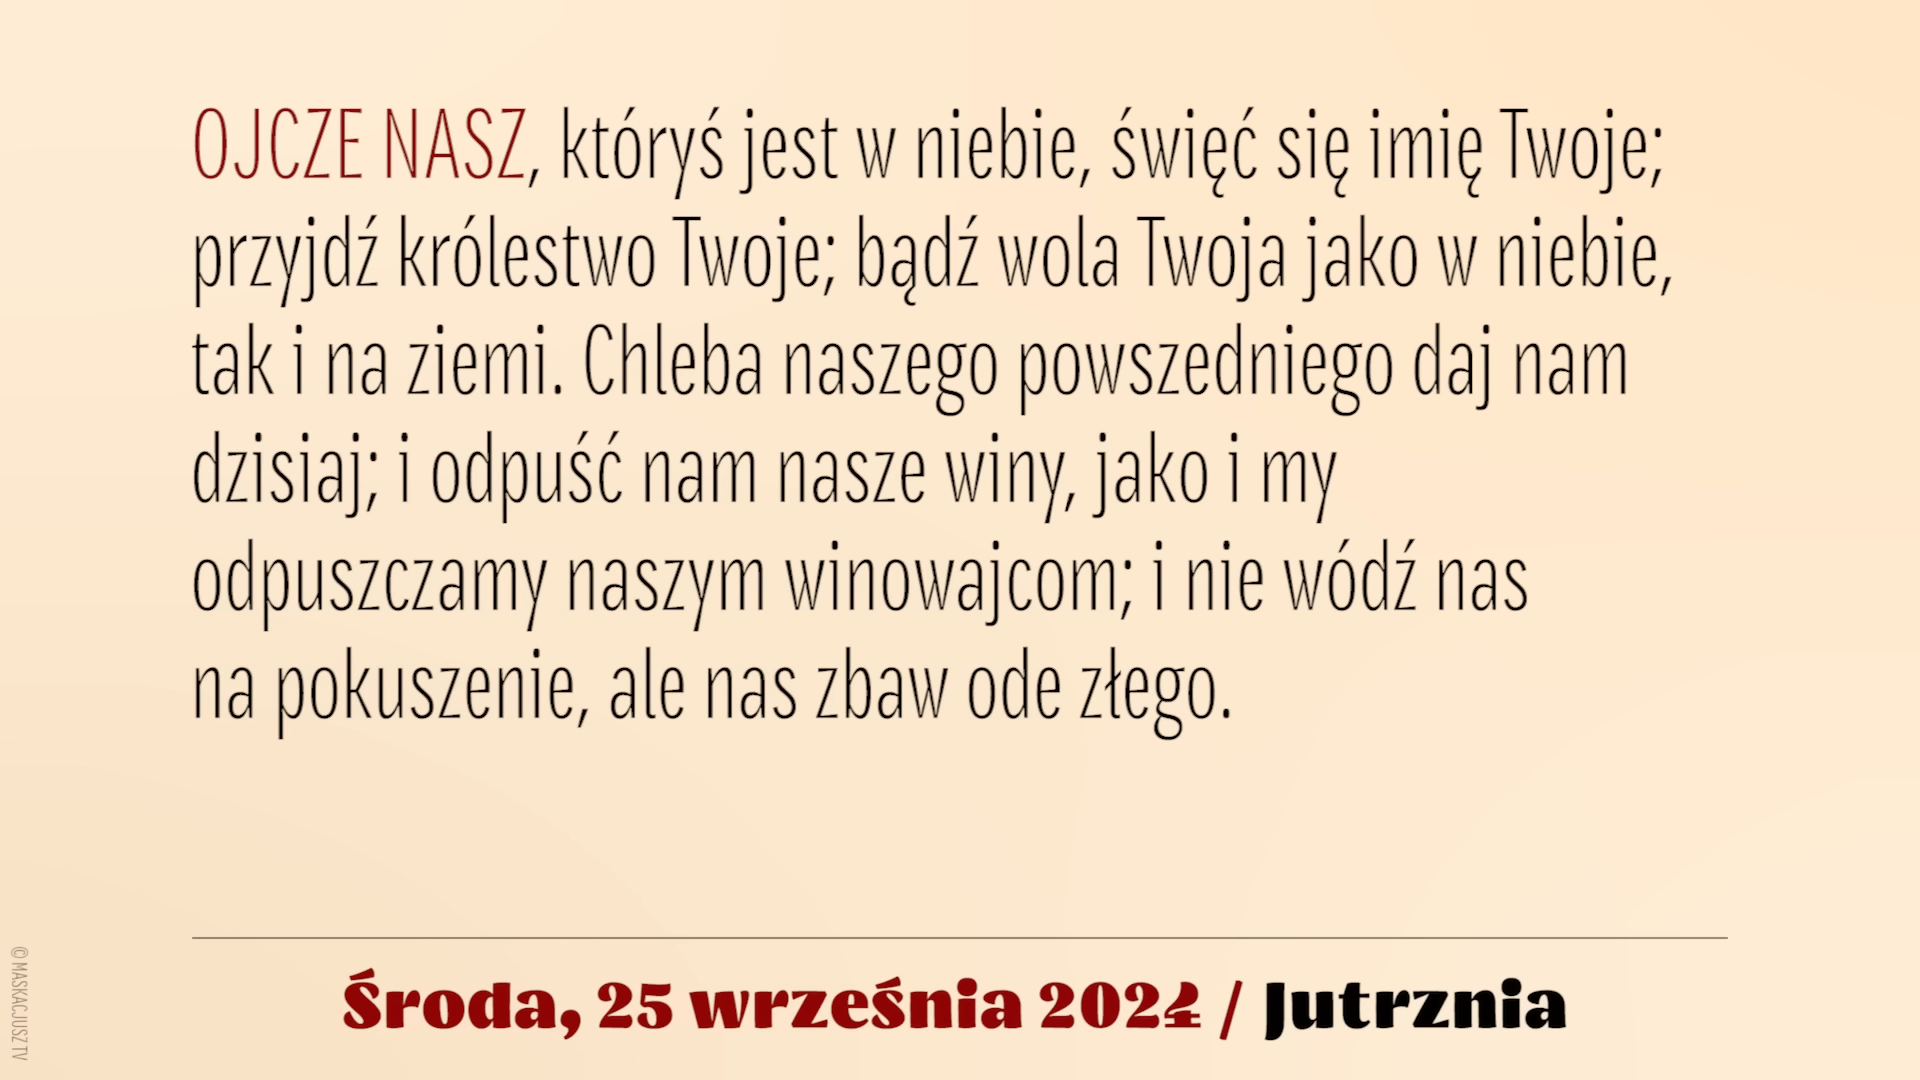 OJCZE NASZ, któryś jest w niebie, święć się imię Twoje;
przyjdź królestwo Twoje; bądź wola Twoja jako w niebie,
tak i na ziemi. Chleba naszego powszedniego daj nam
dzisiaj; i odpuść nam nasze winy, jako i my
odpuszczamy naszym winowajcom; i nie wódź nas
na pokuszenie, ale nas zbaw ode złego.
Środa, 25 września 2024 / Jutrznia
© MASKACJUSZ TV